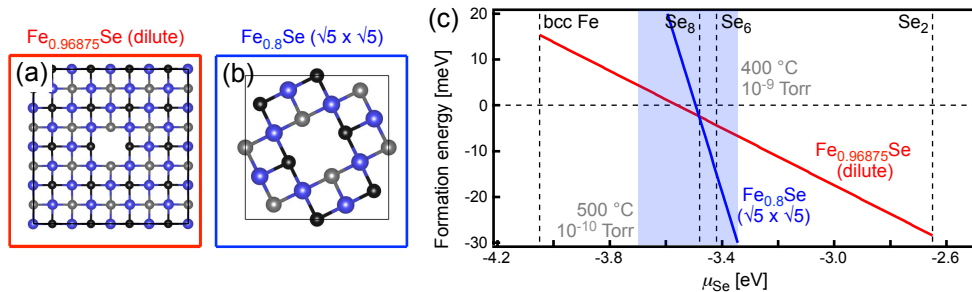 Fe0.96875Se (dilute)
(a)
Fe0.8Se (√5 x √5)
(b)
(c)
Formation energy [meV]
20
10
0
-10
-20
-30
bcc Fe
Se8
Se6
Se2
400 °C
10-9 Torr
500 °C
10-10 Torr
Fe0.96875Se
(dilute)
Fe0.8Se
(√5 x √5)
-4.2
-3.8
-3.4
-3.0
-2.6
μSe [eV]